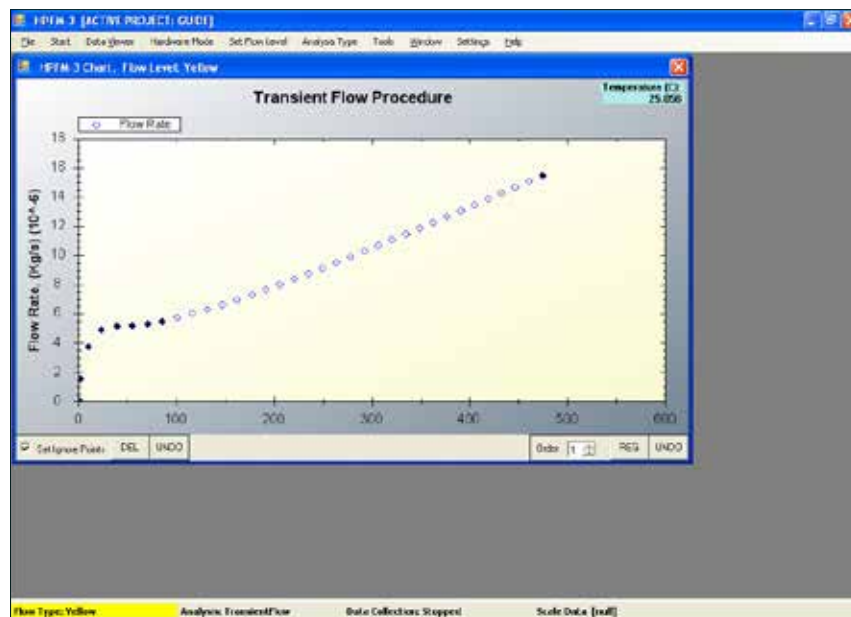 HPFM-3 [ACTIVE PROJECT: GUIDE]
File Start Data Viewer Hardware Mode Set Flow Level Analysis Type Tools Window Settings Help
HPFM-3 Chart, Flow Level: Yellow
Transient Flow Procedure
Temperature (C):
25.056
Flow Rate
Flow Rate, (Kg/s) (10^-6)
18
16
14
12
10
8
6
4
2
0
0 100 200 300 400 500 600
Set Ignore Points DEL UNDO Order 1 REG UNDO
Flow Type: Yellow Analysis: TransientFlow Data Collection: Stopped Scale Data [null]